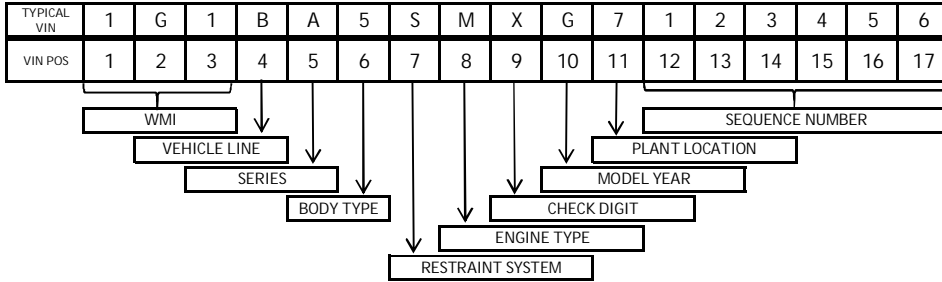 TYPICAL VIN 1 G 1 B A 5 S M X G 7 1 2 3 4 5 6
VIN POS 1 2 3 4 5 6 7 8 9 10 11 12 13 14 15 16 17
WMI SEQUENCE NUMBER
VEHICLE LINE PLANT LOCATION
SERIES MODEL YEAR
BODY TYPE CHECK DIGIT
ENGINE TYPE
RESTRAINT SYSTEM